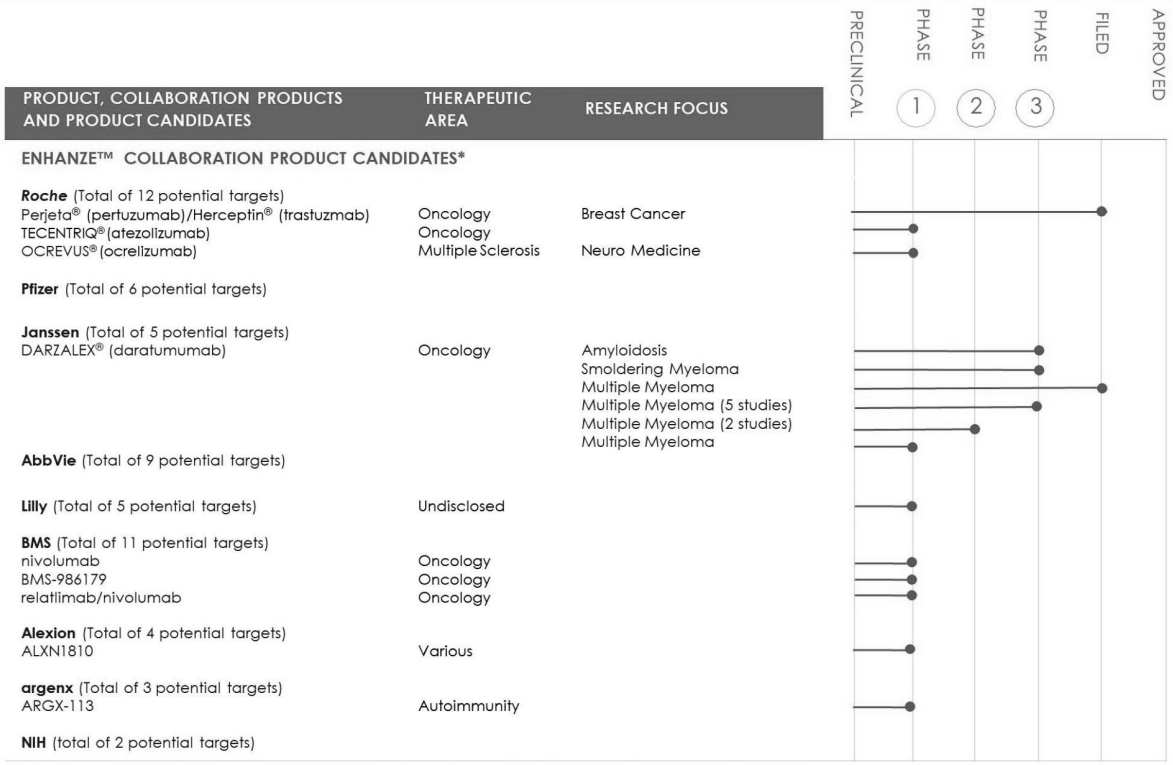 PRECLINICAL
PHASE 1
PHASE 2
PHASE 3
FILED
APPROVED
PRODUCT, COLLABORATION PRODUCTS AND PRODUCT CANDIDATES
THERAPEUTIC AREA
RESEARCH FOCUS
ENHANZE™ COLLABORATION PRODUCT CANDIDATES*
Roche (Total of 12 potential targets)
Perjeta® (pertuzumab)/Herceptin® (trastuzmab) Oncology Breast Cancer
TECENTRIQ® (atezolizumab) Oncology
OCREVUS® (ocrelizumab) Multiple Sclerosis Neuro Medicine
Pfizer (Total of 6 potential targets)
Janssen (Total of 5 potential targets)
DARZALEX® (daratumumab) Oncology Amyloidosis
Smoldering Myeloma
Multiple Myeloma
Multiple Myeloma (5 studies)
Multiple Myeloma (2 studies)
Multiple Myeloma
AbbVie (Total of 9 potential targets)
Lilly (Total of 5 potential targets) Undisclosed
BMS (Total of 11 potential targets)
nivolumab Oncology
BMS-986179 Oncology
relatlimab/nivolumab Oncology
Alexion (Total of 4 potential targets)
ALXN1810 Various
argenx (Total of 3 potential targets)
ARGX-113 Autoimmunity
NIH (total of 2 potential targets)